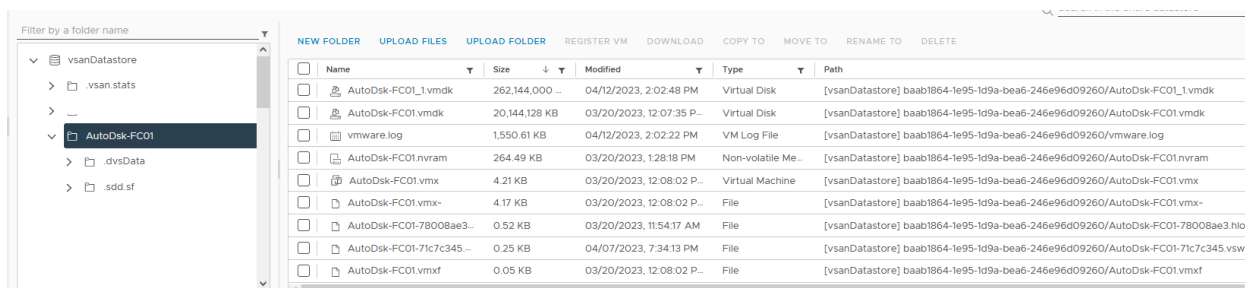 Filter by a folder name
vsanDatastore
.vsan.stats
AutoDsk-FC01
.dvsData
.sdd.sf
NEW FOLDER UPLOAD FILES UPLOAD FOLDER REGISTER VM DOWNLOAD COPY TO MOVE TO RENAME TO DELETE
Name Size Modified Type Path
AutoDsk-FC01_1.vmdk 262,144,000 ... 04/12/2023, 2:02:48 PM Virtual Disk [vsanDatastore] baab1864-1e95-1d9a-bea6-246e96d09260/AutoDsk-FC01_1.vmdk
AutoDsk-FC01.vmdk 20,144,128 KB 03/20/2023, 12:07:35 P... Virtual Disk [vsanDatastore] baab1864-1e95-1d9a-bea6-246e96d09260/AutoDsk-FC01.vmdk
vmware.log 1,550.61 KB 04/12/2023, 2:02:22 PM VM Log File [vsanDatastore] baab1864-1e95-1d9a-bea6-246e96d09260/vmware.log
AutoDsk-FC01.nvram 264.49 KB 03/20/2023, 1:28:18 PM Non-volatile Me... [vsanDatastore] baab1864-1e95-1d9a-bea6-246e96d09260/AutoDsk-FC01.nvram
AutoDsk-FC01.vmx 4.21 KB 03/20/2023, 12:08:02 P... Virtual Machine [vsanDatastore] baab1864-1e95-1d9a-bea6-246e96d09260/AutoDsk-FC01.vmx
AutoDsk-FC01.vmx~ 4.17 KB 03/20/2023, 12:08:02 P... File [vsanDatastore] baab1864-1e95-1d9a-bea6-246e96d09260/AutoDsk-FC01.vmx~
AutoDsk-FC01-78008ae3... 0.52 KB 03/20/2023, 11:54:17 AM File [vsanDatastore] baab1864-1e95-1d9a-bea6-246e96d09260/AutoDsk-FC01-78008ae3.hlo
AutoDsk-FC01-71c7c345.... 0.25 KB 04/07/2023, 7:34:13 PM File [vsanDatastore] baab1864-1e95-1d9a-bea6-246e96d09260/AutoDsk-FC01-71c7c345.vsw
AutoDsk-FC01.vmxf 0.05 KB 03/20/2023, 12:08:02 P... File [vsanDatastore] baab1864-1e95-1d9a-bea6-246e96d09260/AutoDsk-FC01.vmxf